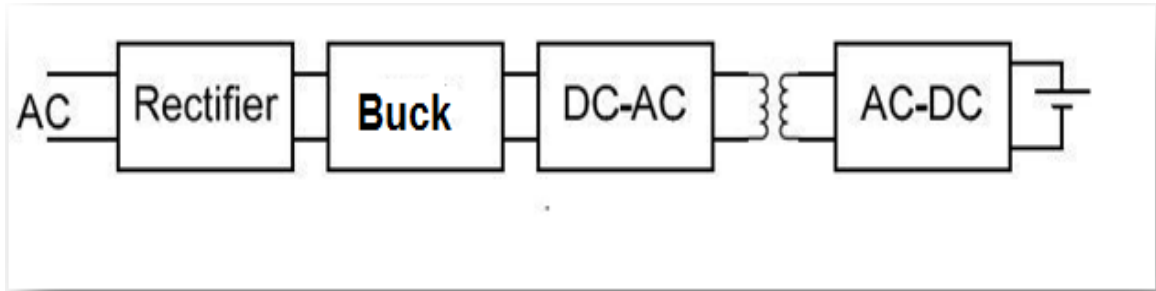 AC
Rectifier
Buck
DC-AC
AC-DC